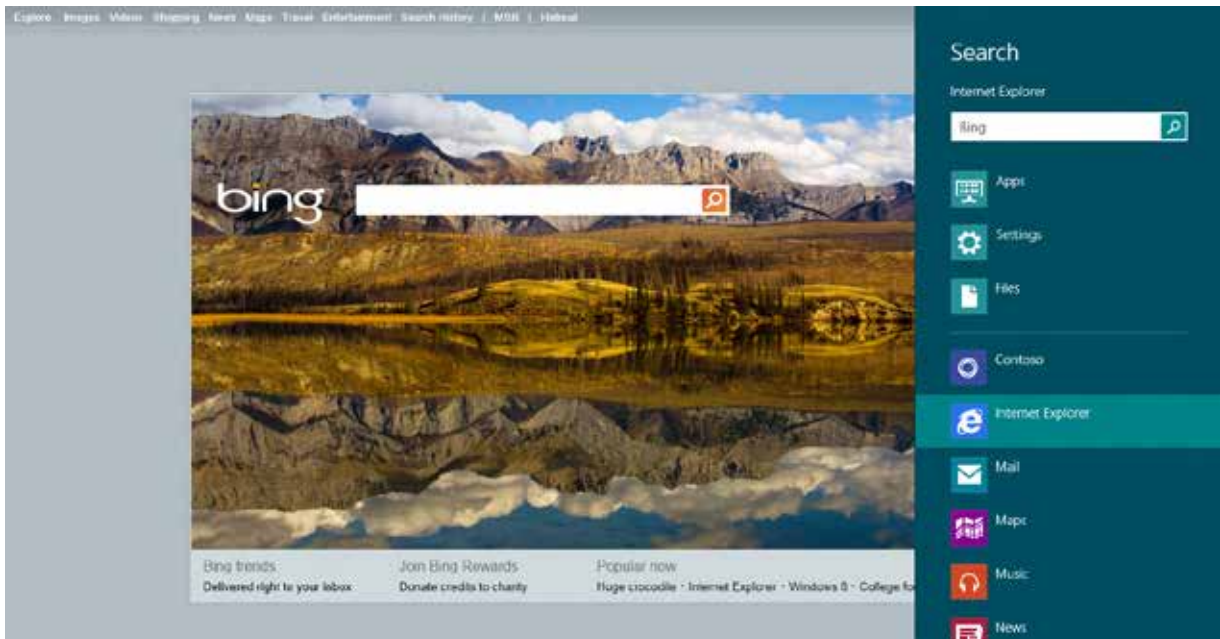 Explore Images Videos Shopping News Maps Travel Entertainment Search History | MSN | Hotmail
bing
Bing trends
Delivered right to your inbox
Join Bing Rewards
Donate credits to charity
Popular now
Huge crocodile · Internet Explorer · Windows 8 · College fo
Search
Internet Explorer
Bing
Apps
Settings
Files
Contoso
Internet Explorer
Mail
Maps
Music
News